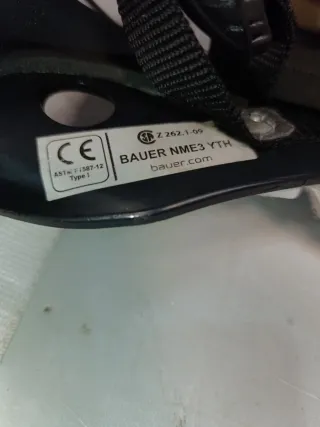 CE
ASTM F1587-12
Type I
Z 262.1-09
BAUER NME3 YTH
bauer.com